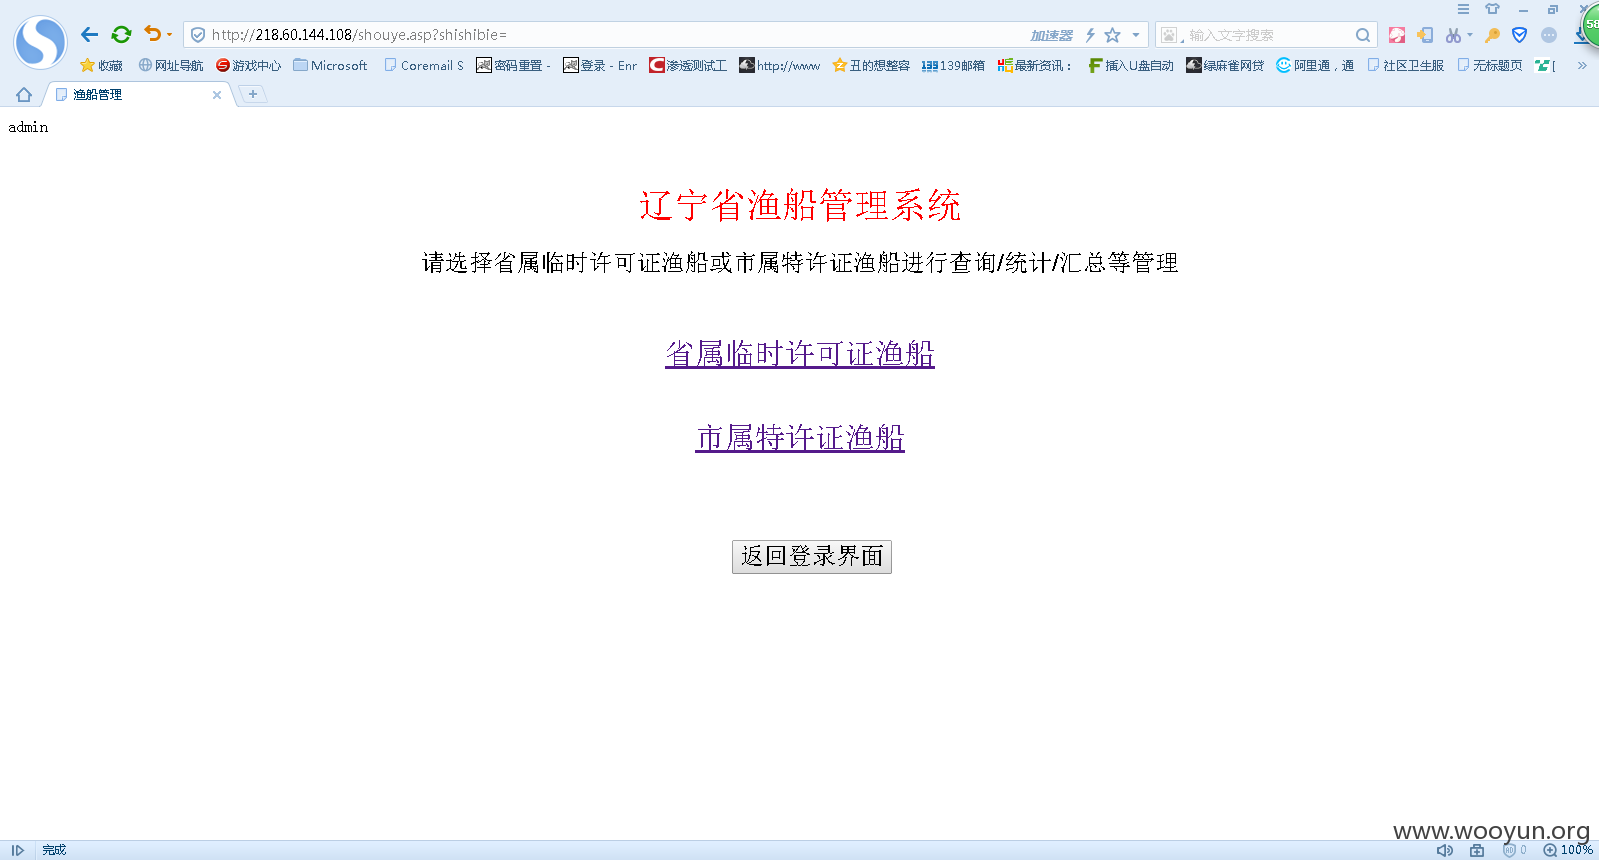 http://218.60.144.108/shouye.asp?shishibie=
加速器
输入文字搜索
58
收藏 网址导航 游戏中心 Microsoft Coremail S 密码重置 - 登录 - Enr 渗透测试工 http://www 丑的想整容 139邮箱 最新资讯： 插入U盘自动 绿麻雀网贷 阿里通，通 社区卫生服 无标题页 [ »
渔船管理
admin
辽宁省渔船管理系统
请选择省属临时许可证渔船或市属特许证渔船进行查询/统计/汇总等管理
省属临时许可证渔船
市属特许证渔船
返回登录界面
www.wooyun.org
完成
0
100%